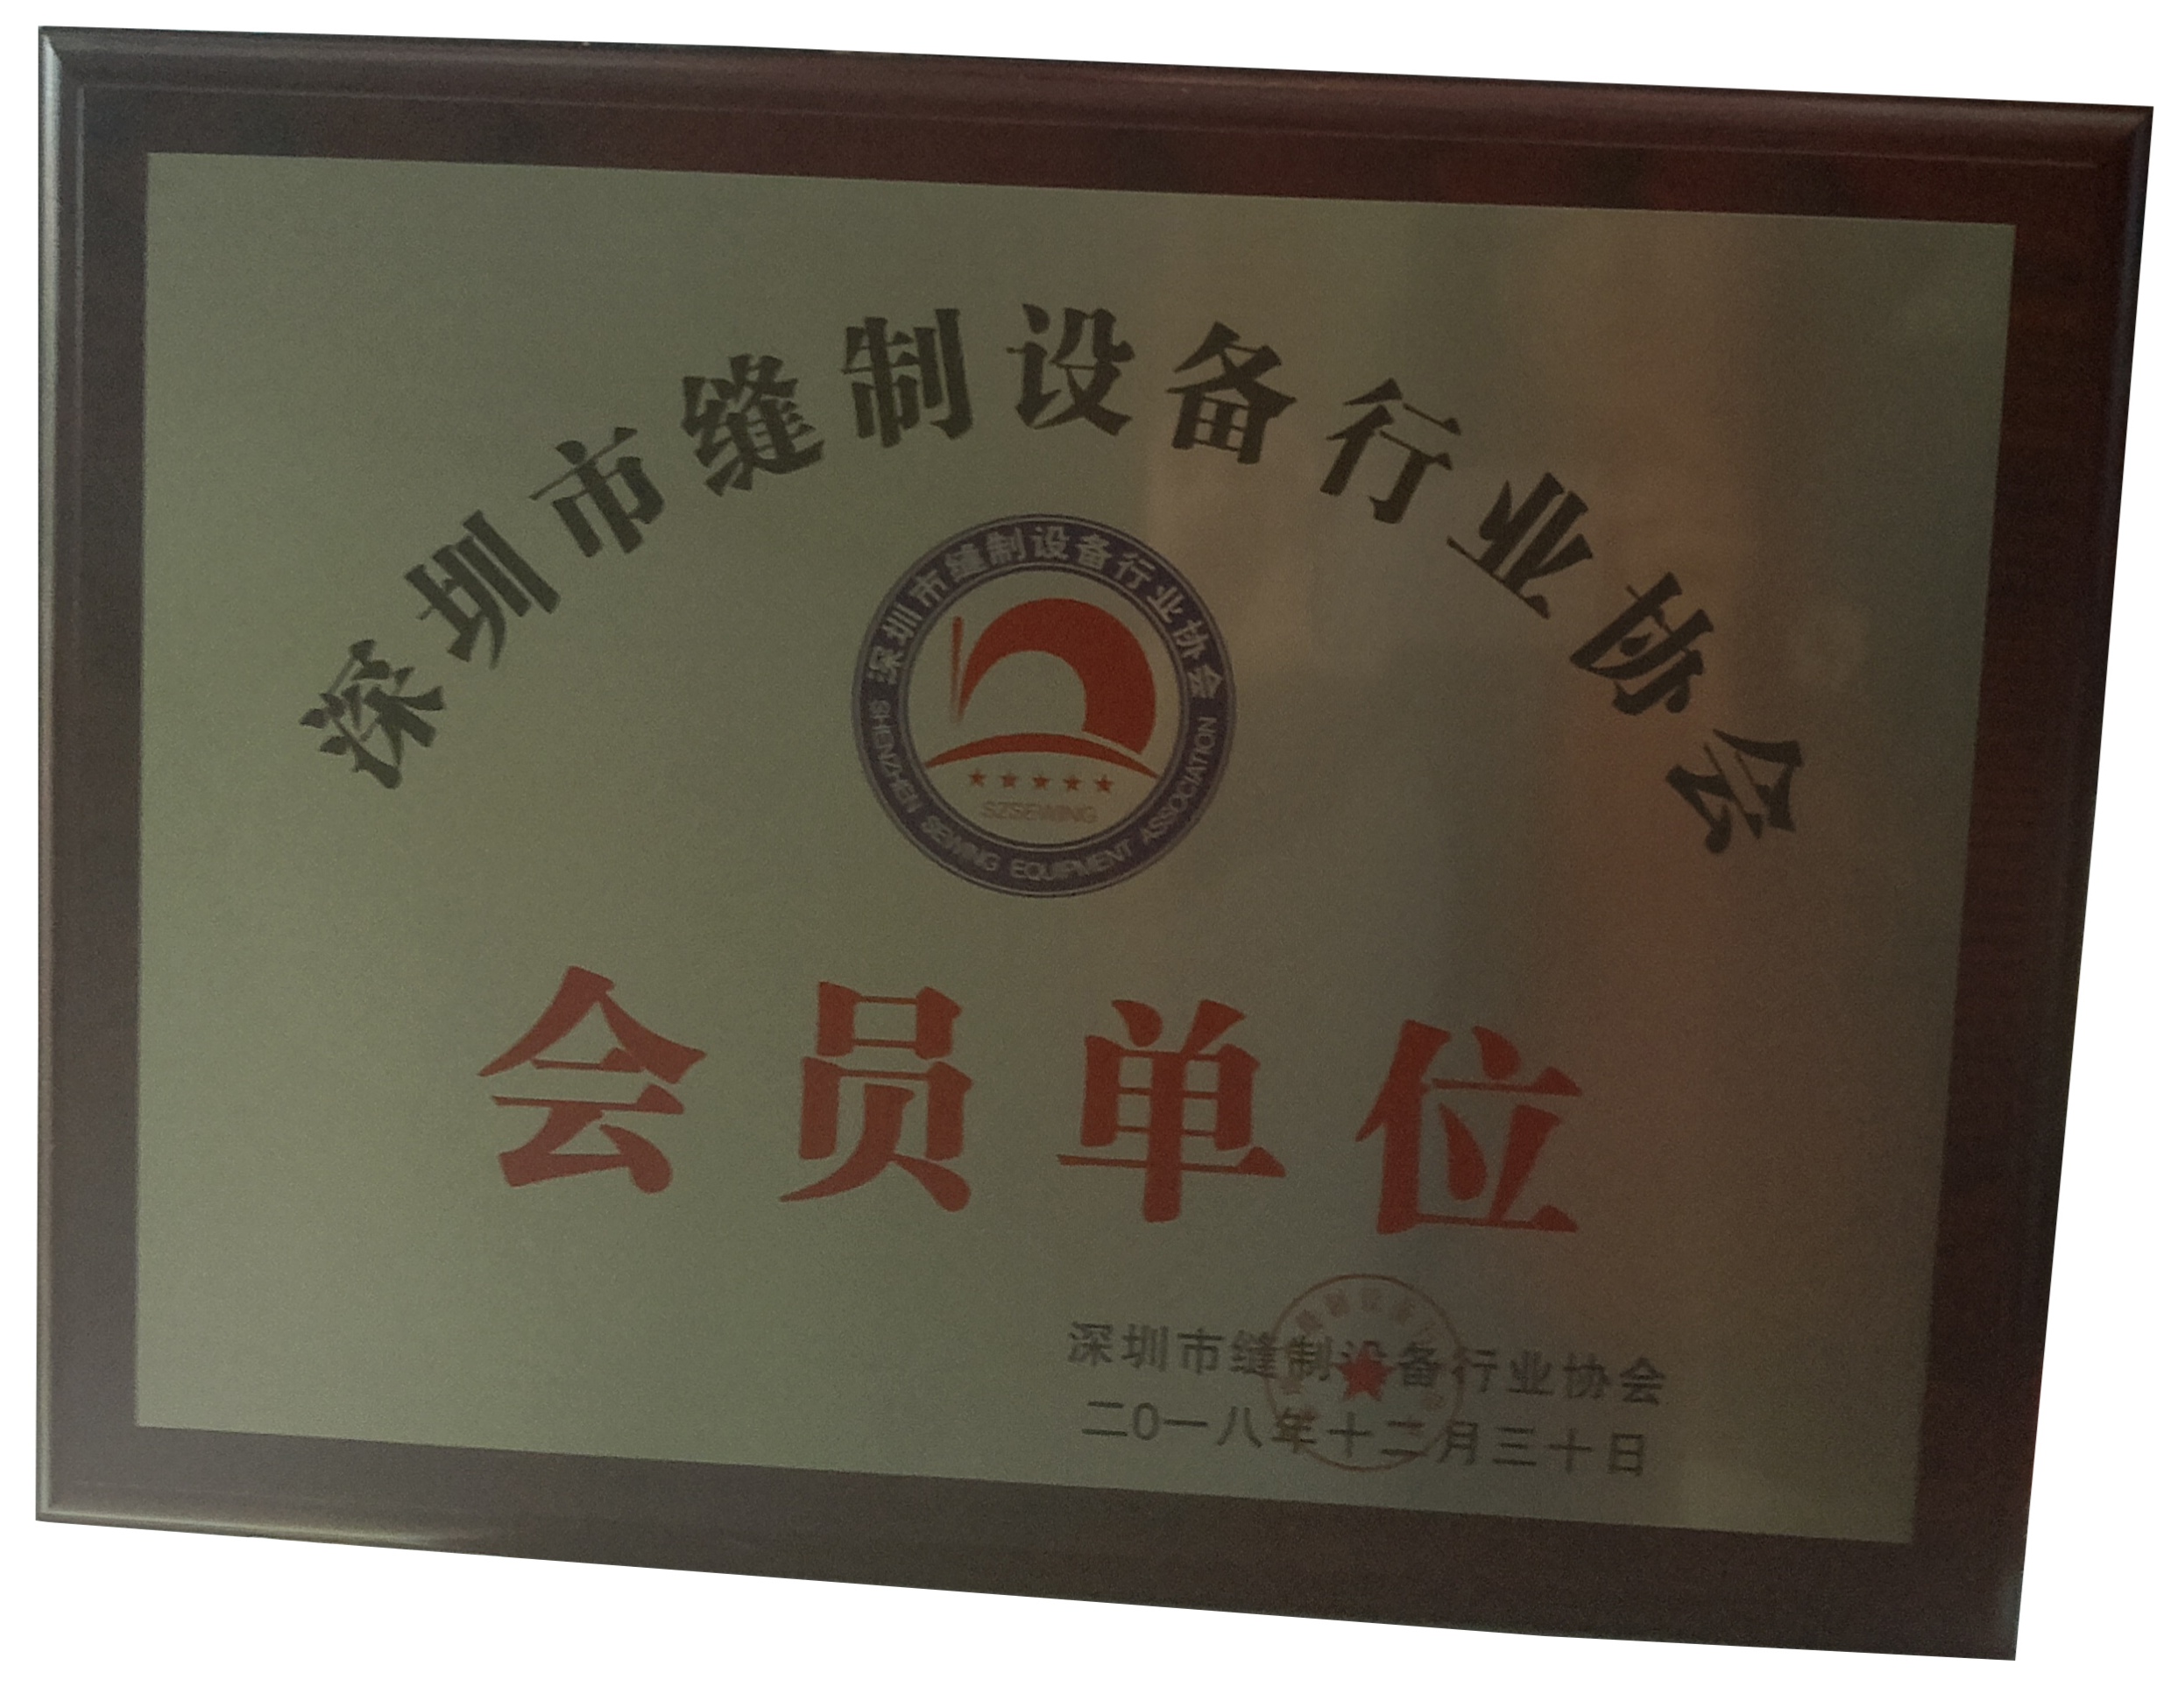 深圳市缝制设备行业协会
深圳市缝制设备行业协会
SZSEWING
SHENZHEN SEWING EQUIPMENT ASSOCIATION
会员单位
深圳市缝制设备行业协会
二0一八年十二月三十日